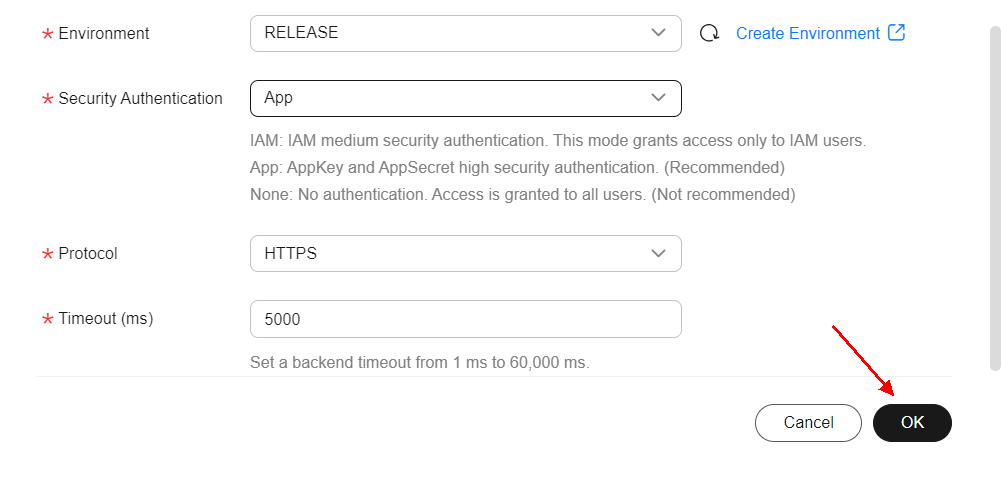 * Environment RELEASE Create Environment
* Security Authentication App
IAM: IAM medium security authentication. This mode grants access only to IAM users.
App: AppKey and AppSecret high security authentication. (Recommended)
None: No authentication. Access is granted to all users. (Not recommended)
* Protocol HTTPS
* Timeout (ms) 5000
Set a backend timeout from 1 ms to 60,000 ms.
Cancel OK